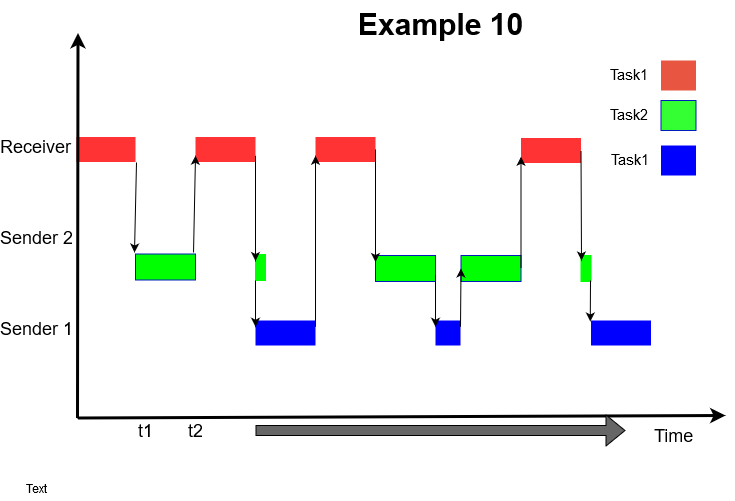 Example 10
Task1
Task2
Task1
Receiver
Sender 2
Sender 1
t1 t2
Time
Text